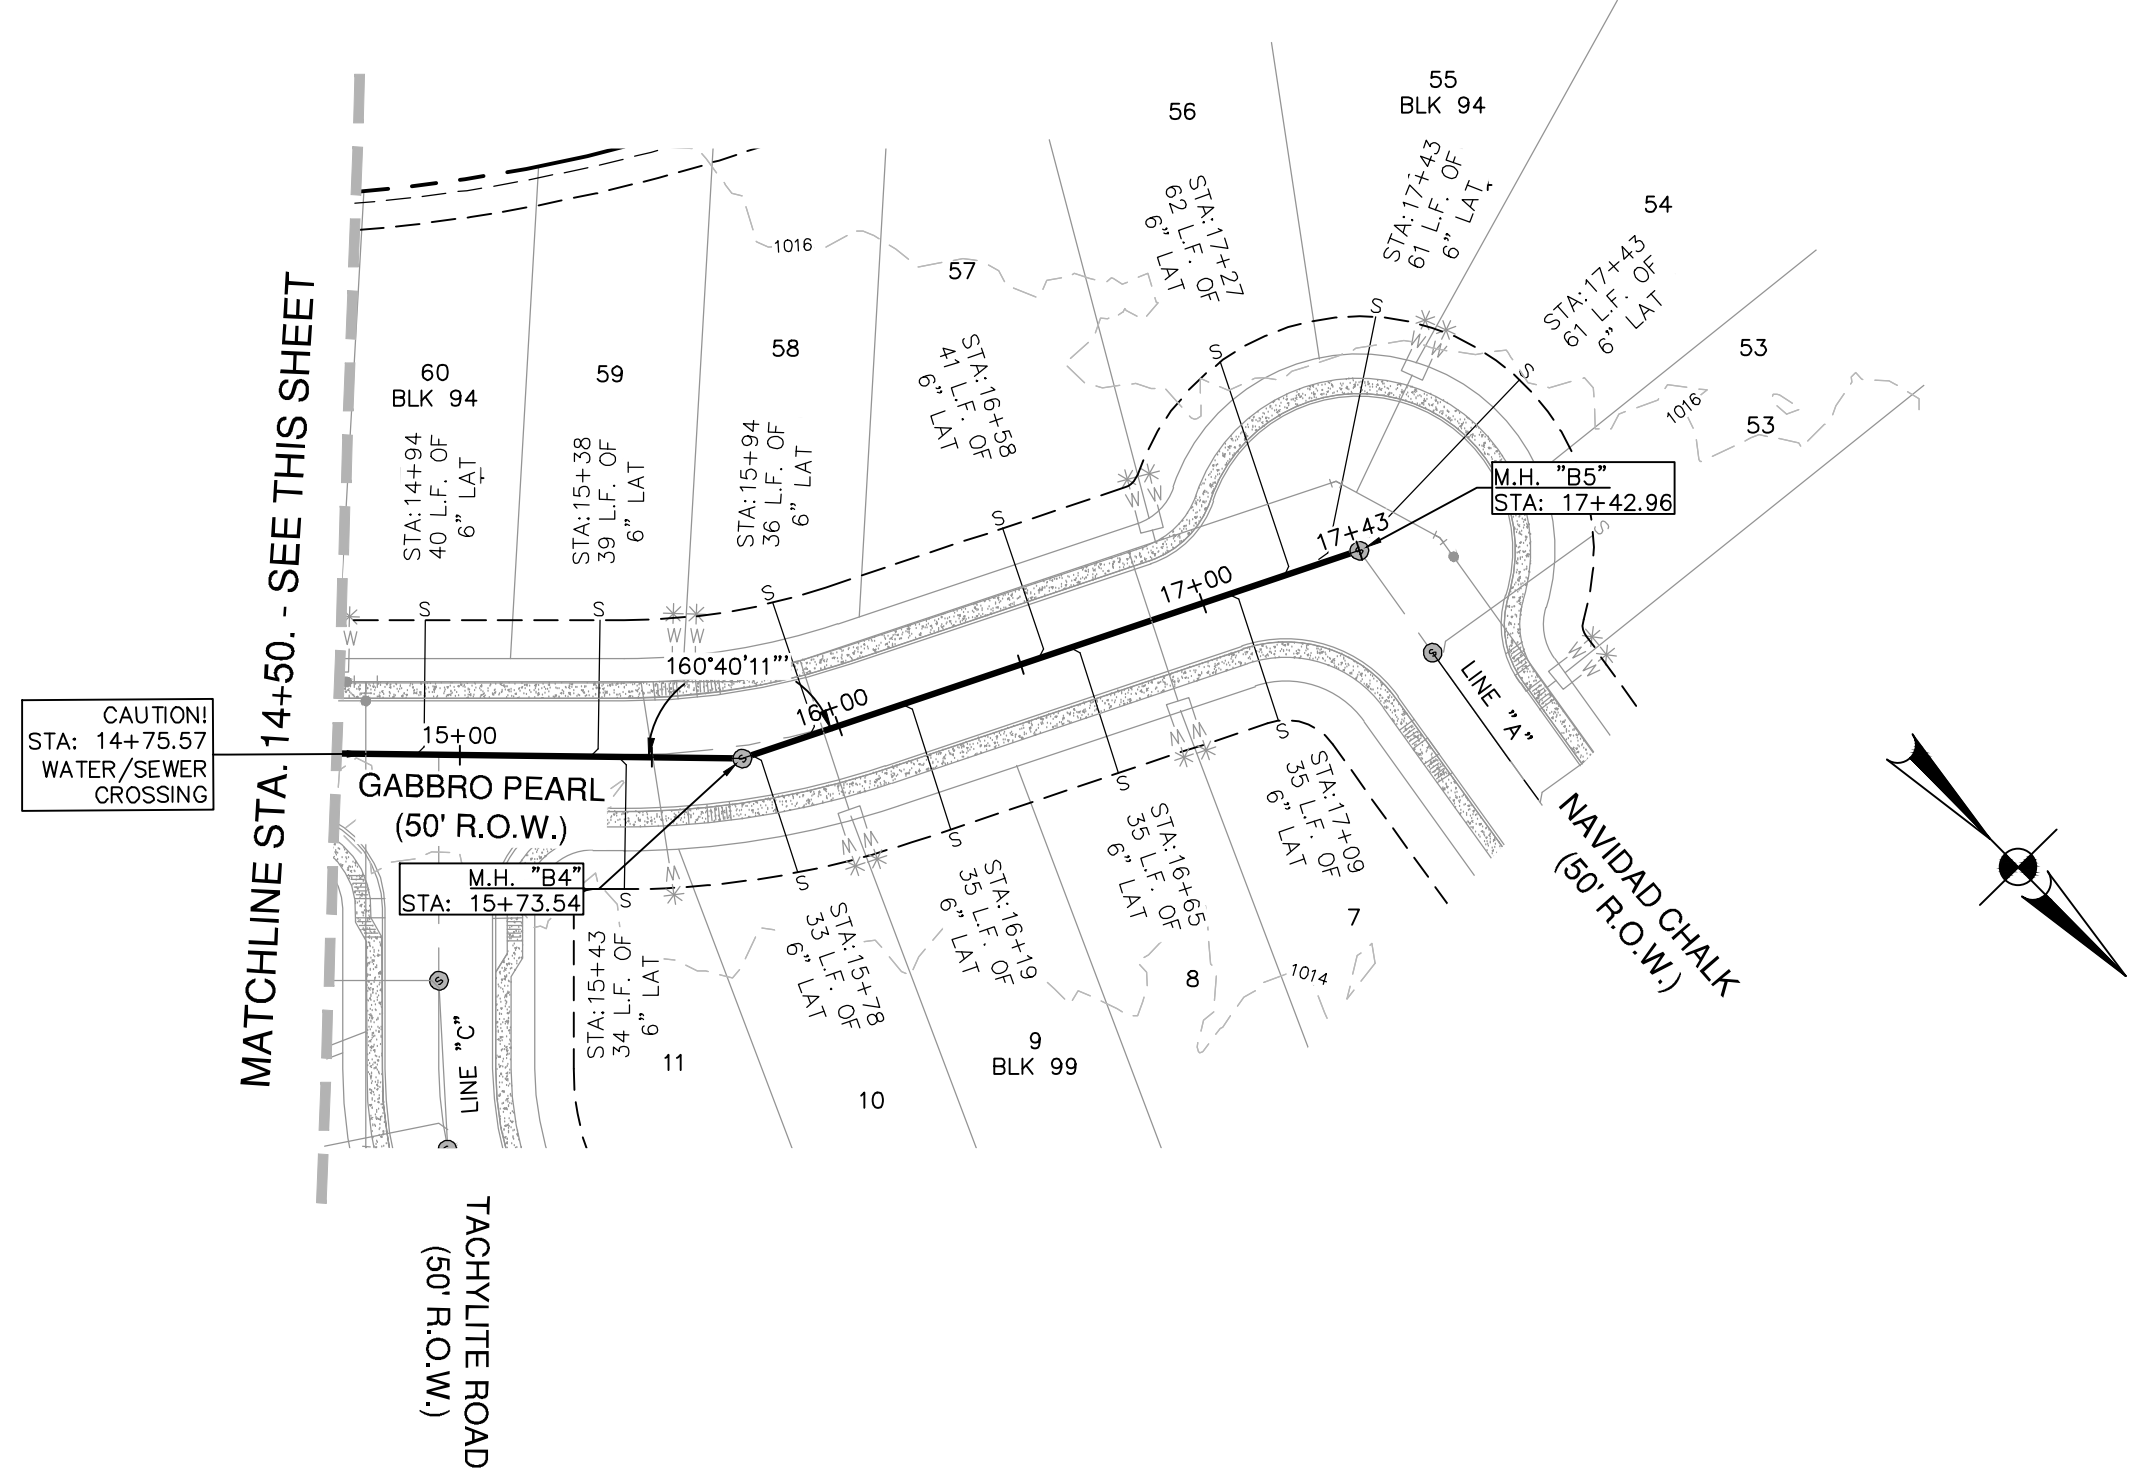 55
BLK 94
56
STA:17+43
61 L.F. OF
6" LAT
54
STA:17+27
62 L.F. OF
6" LAT
STA:17+43
61 L.F. OF
6" LAT
1016
57
58
53
53
1016
60
BLK 94
59
STA:16+58
41 L.F. OF
6" LAT
STA:14+94
40 L.F. OF
6" LAT
STA:15+38
39 L.F. OF
6" LAT
STA:15+94
36 L.F. OF
6" LAT
S
S
S
S
S
S
S
S
W
W
W
W
W
W
W
M.H. "B5"
STA: 17+42.96
17+43
17+00
160°40'11"
16+00
15+00
MATCHLINE STA. 14+50. - SEE THIS SHEET
CAUTION!
STA: 14+75.57
WATER/SEWER
CROSSING
GABBRO PEARL
(50' R.O.W.)
M.H. "B4"
STA: 15+73.54
S
S
S
S
S
W
W
W
W
W
W
W
LINE "A"
NAVIDAD CHALK
(50' R.O.W.)
STA:17+09
35 L.F. OF
6" LAT
STA:16+65
35 L.F. OF
6" LAT
STA:16+19
35 L.F. OF
6" LAT
STA:15+78
33 L.F. OF
6" LAT
STA:15+43
34 L.F. OF
6" LAT
7
8
1014
9
BLK 99
10
11
LINE "C"
TACHYLITE ROAD
(50' R.O.W.)